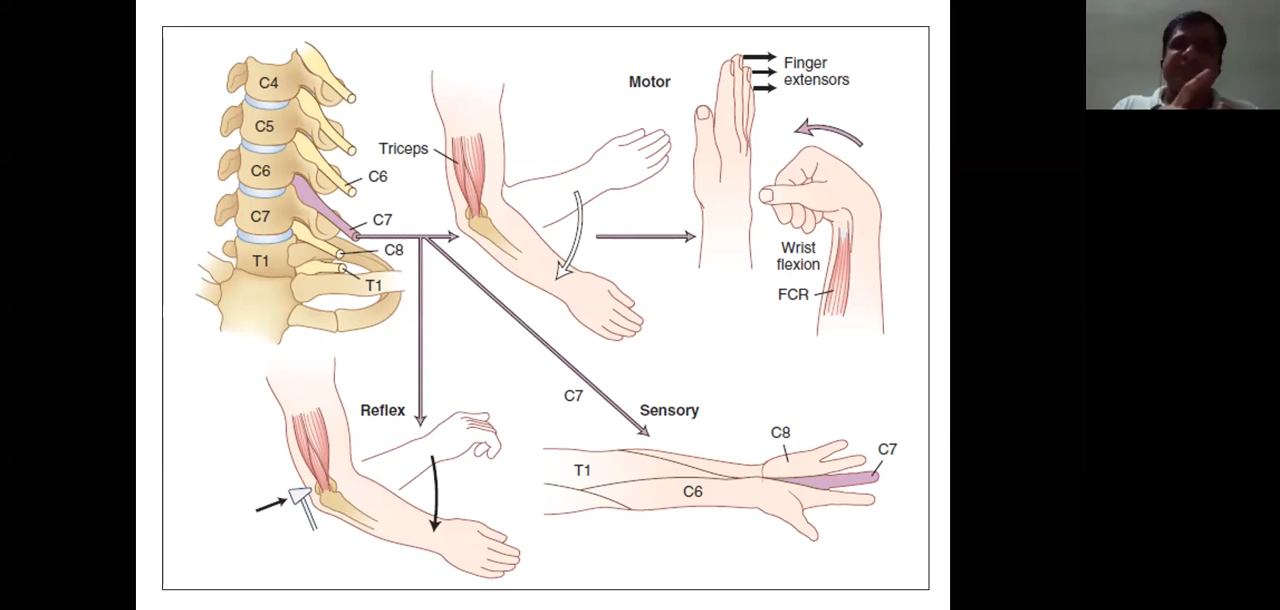 C4
C5
C6
C7
T1
C6
C7
C8
T1
Triceps
Motor
Finger
extensors
Wrist
flexion
FCR
Reflex
C7
Sensory
T1
C6
C8
C7